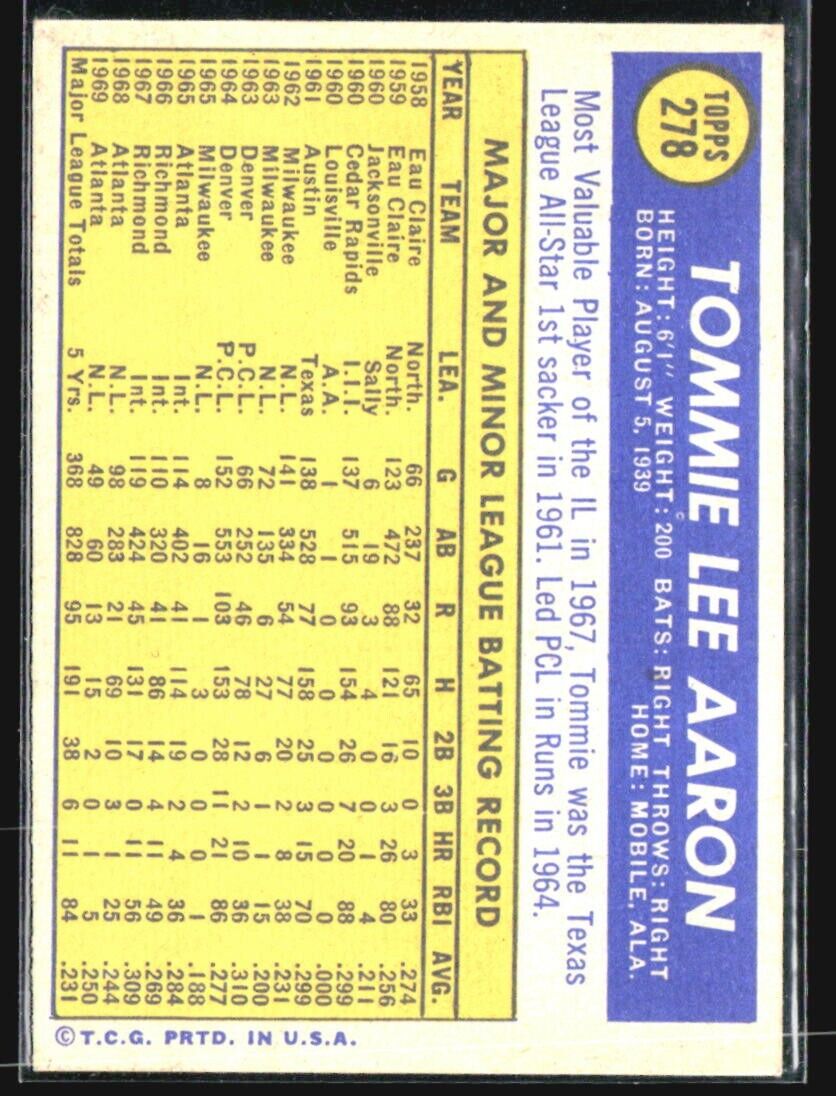 TOPPS
278
TOMMIE LEE AARON
HEIGHT: 6'1" WEIGHT: 200 BATS: RIGHT THROWS: RIGHT
BORN: AUGUST 5, 1939 HOME: MOBILE, ALA.
Most Valuable Player of the IL in 1967, Tommie was the Texas
League All-Star 1st sacker in 1961. Led PCL in Runs in 1964.
MAJOR AND MINOR LEAGUE BATTING RECORD
YEAR TEAM LEA. G AB R H 2B 3B HR RBI AVG.
1958 Eau Claire North. 66 237 32 65 10 0 3 33 .274
1959 Eau Claire North. 123 472 88 121 16 3 26 80 .256
1960 Jacksonville Sally 6 19 3 4 0 0 1 4 .211
1960 Cedar Rapids I.I.I. 137 515 93 154 26 7 20 88 .299
1960 Louisville A.A. 1 1 0 0 0 0 0 0 .000
1961 Austin Texas 138 528 77 158 25 3 15 70 .299
1962 Milwaukee N.L. 141 334 54 77 20 2 8 38 .231
1963 Milwaukee N.L. 72 135 6 27 6 1 1 15 .200
1963 Denver P.C.L. 66 252 46 78 12 2 10 36 .310
1964 Denver P.C.L. 152 553 103 153 28 11 21 86 .277
1965 Milwaukee N.L. 8 16 1 3 0 0 0 1 .188
1965 Atlanta Int. 114 402 41 114 19 2 4 36 .284
1966 Richmond Int. 110 320 41 86 14 4 11 49 .269
1967 Richmond Int. 119 424 45 131 17 0 11 56 .309
1968 Atlanta N.L. 98 283 21 69 10 3 1 25 .244
1969 Atlanta N.L. 49 60 13 15 2 0 1 5 .250
Major League Totals 5 Yrs. 368 828 95 191 38 6 11 84 .231
© T.C.G. PRTD. IN U.S.A.